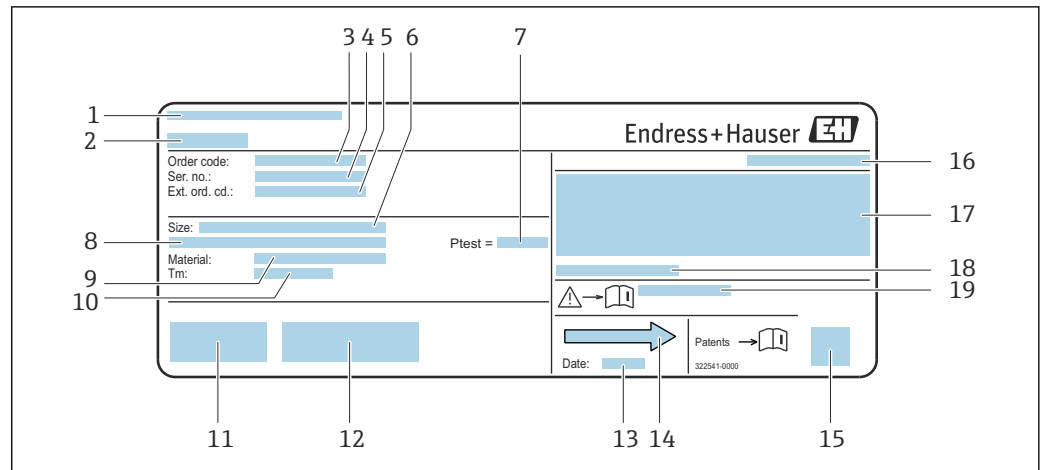 3 4 5 6 7
1
2
Endress+Hauser EH
Order code:
Ser. no.:
Ext. ord. cd.:
16
17
Size:
8
Ptest =
Material:
9
Tm:
10
18
19
Patents
Date:
322541-0000
11 12 13 14 15